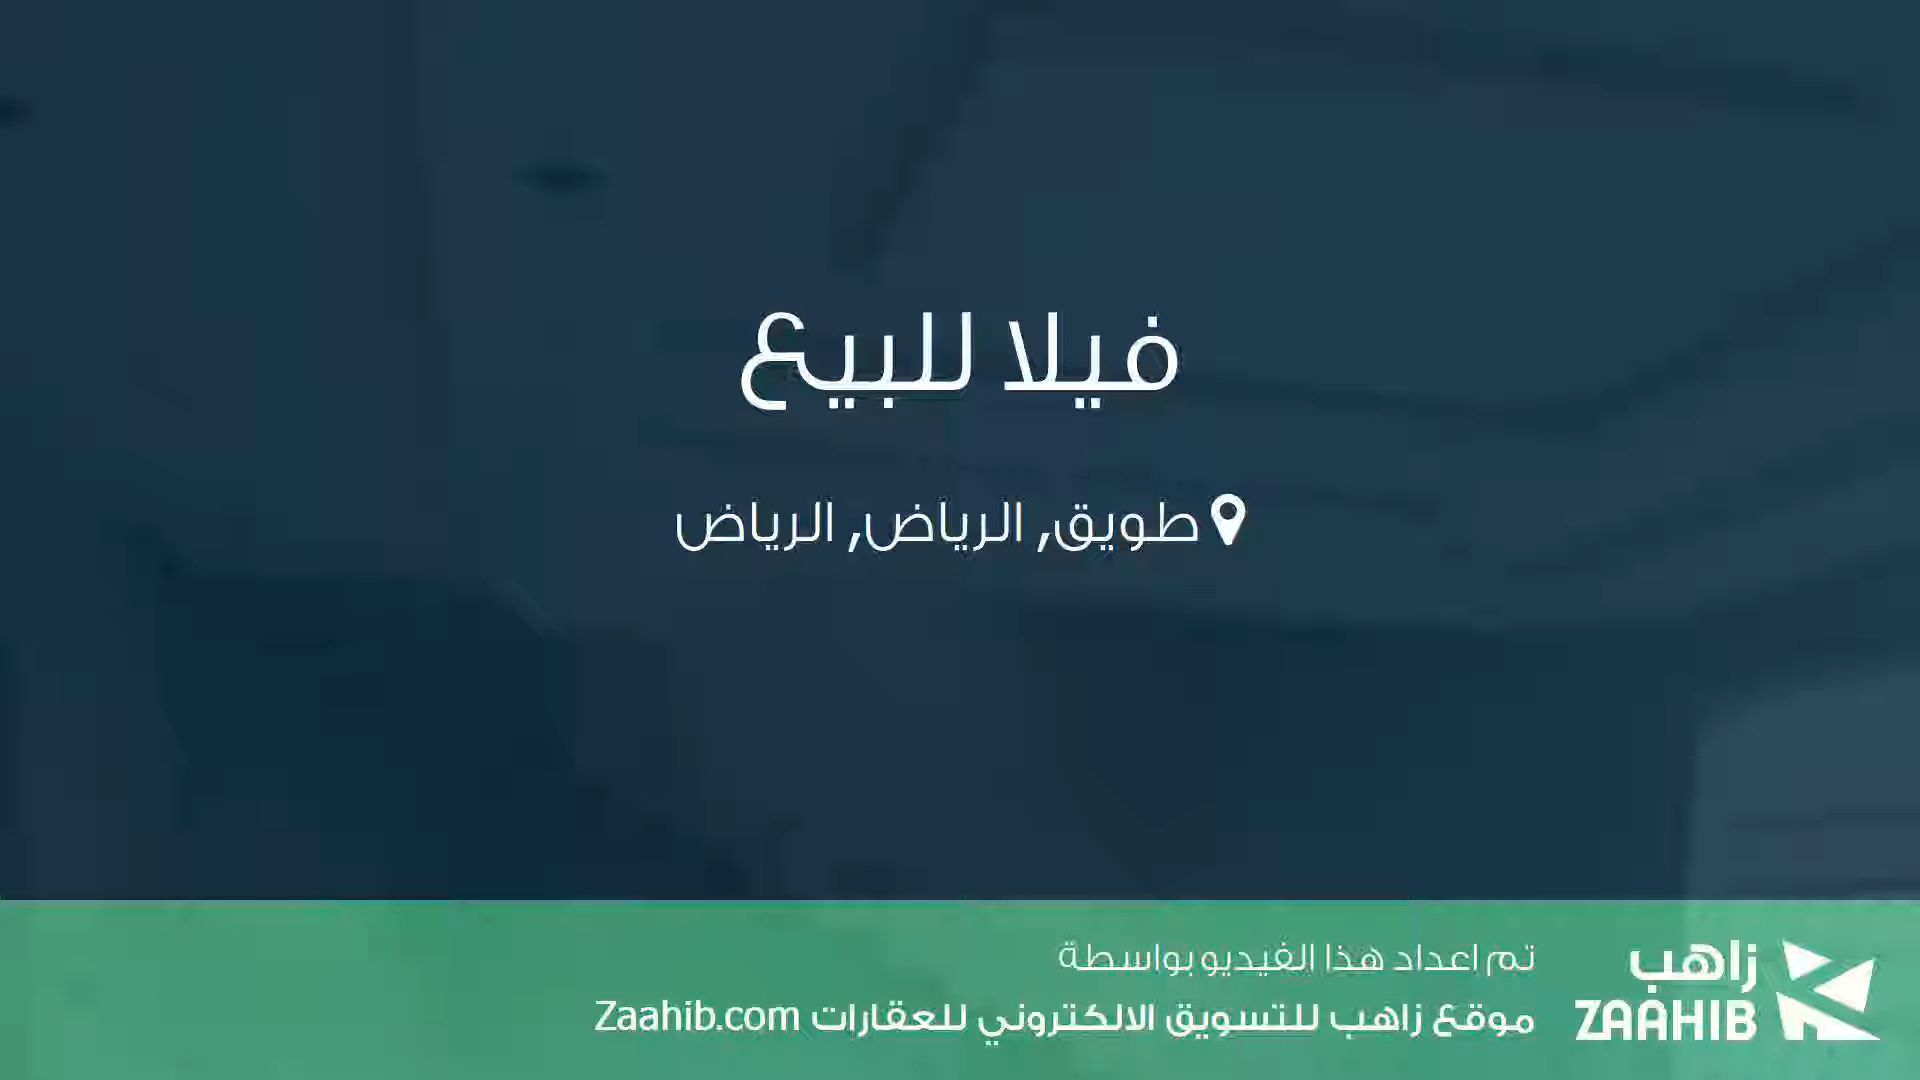 فيلا للبيع
طويق, الرياض, الرياض
تم اعداد هذا الفيديو بواسطة
موقع زاهب للتسويق الالكتروني للعقارات Zaahib.com
زاهب
ZAAHIB